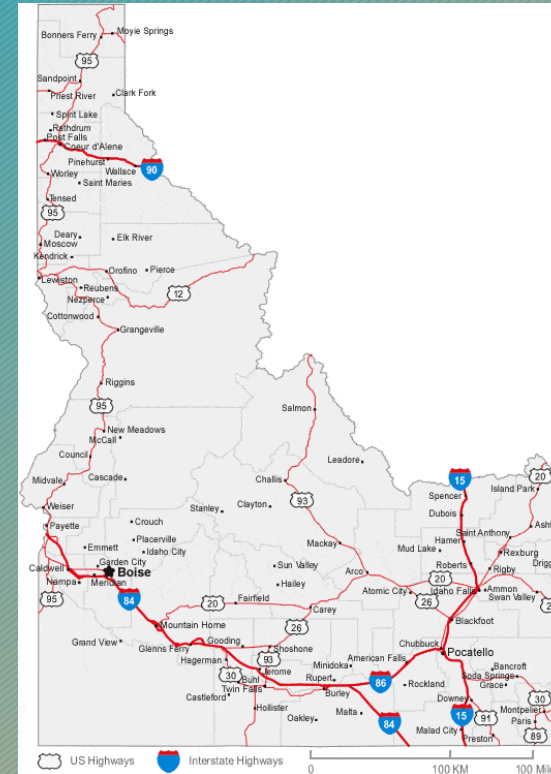 Bonners Ferry
Moyie Springs
95
Sandpoint
Priest River
Clark Fork
Spirit Lake
Rathdrum
Post Falls
Coeur d'Alene
Pinehurst
Wallace
90
Worley
Saint Maries
Tensed
95
Deary
Elk River
Moscow
Kendrick
Orofino
Pierce
Lewiston
Reubens
12
Nezperce
Cottonwood
Grangeville
Riggins
95
Salmon
New Meadows
McCall
Council
Leadore
Midvale
Cascade
Challis
15
20
Spencer
Island Park
93
Weiser
Stanley
Clayton
Dubois
Payette
Crouch
Saint Anthony
Placerville
Mackay
Hamer
Emmett
Idaho City
Mud Lake
Rexburg
Garden City
Roberts
Rigby
Caldwell
Boise
Sun Valley
Arco
20
Nampa
Meridian
Hailey
Atomic City
Idaho Falls
Ammon
95
84
20
Fairfield
26
Swan Valley
Carey
Blackfoot
Mountain Home
26
Grand View
Glenns Ferry
Gooding
Shoshone
Chubbuck
Hagerman
93
Minidoka
American Falls
Pocatello
30
Jerome
Bancroft
Buhl
Rupert
86
Soda Springs
Twin Falls
Burley
Rockland
Grace
Castleford
Downey
30
Hollister
Malta
Montpelier
Oakley
84
15
91
Paris
Malad City
Preston
89
US Highways
Interstate Highways
0
100 KM